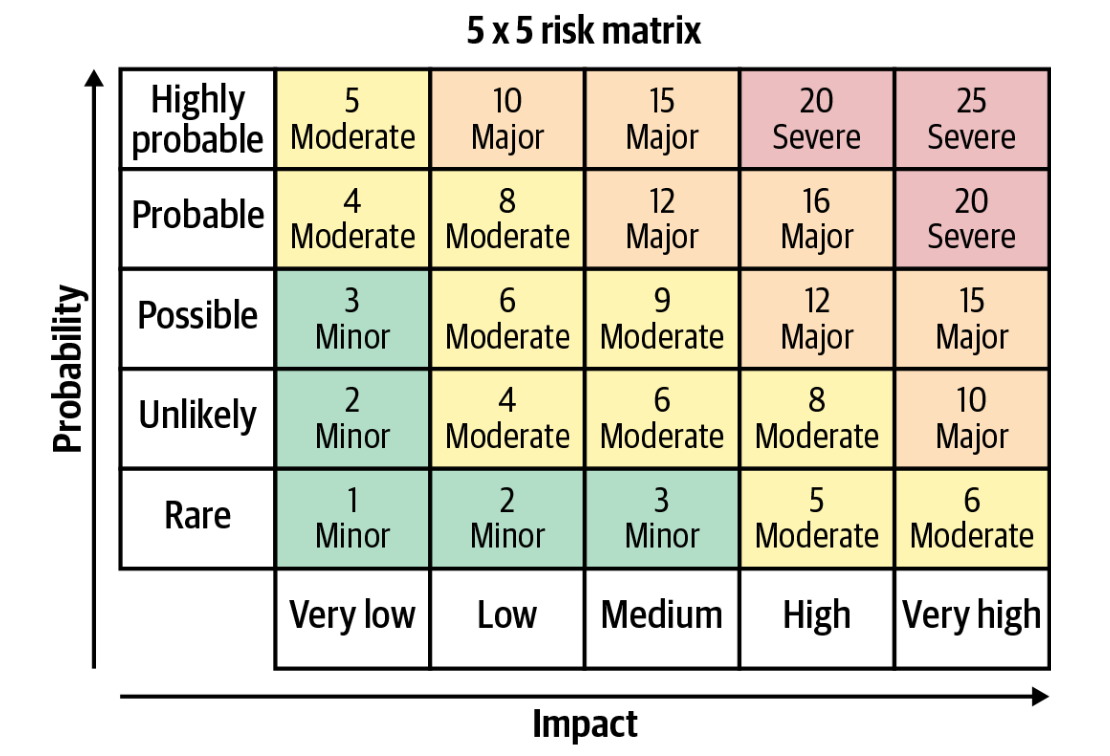 5 x 5 risk matrix
Highly
probable
5
Moderate
10
Major
15
Major
20
Severe
25
Severe
Probable
4
Moderate
8
Moderate
12
Major
16
Major
20
Severe
Possible
3
Minor
6
Moderate
9
Moderate
12
Major
15
Major
Unlikely
2
Minor
4
Moderate
6
Moderate
8
Moderate
10
Major
Rare
1
Minor
2
Minor
3
Minor
5
Moderate
6
Moderate
Very low
Low
Medium
High
Very high
Probability
Impact